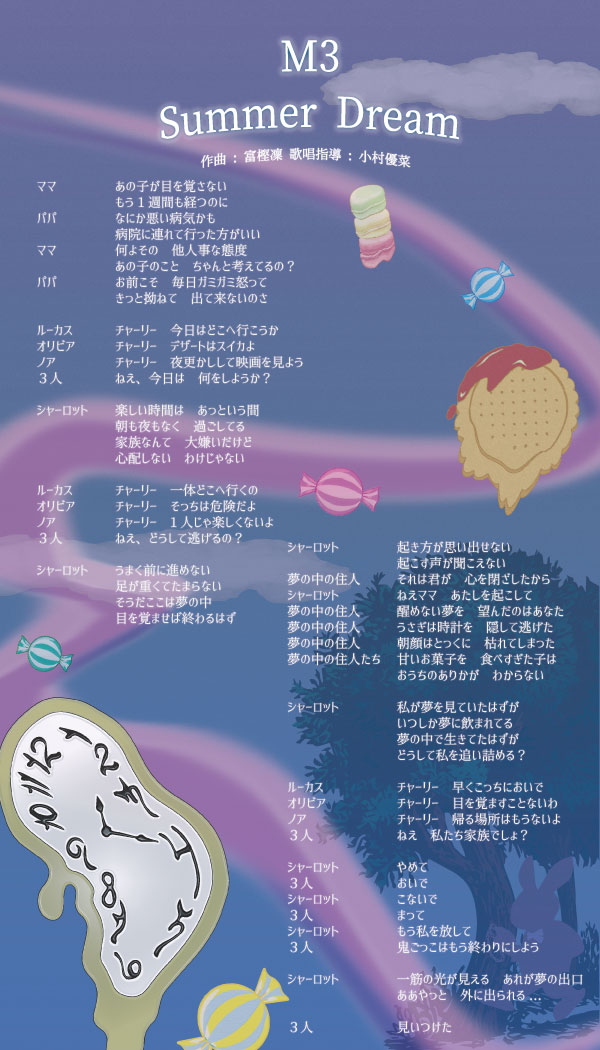 M3
Summer Dream
作曲：富樫凜 歌唱指導：小村優菜
ママ　あの子が目を覚さない
もう1週間も経つのに
パパ　なにか悪い病気かも
病院に連れて行った方がいい
ママ　何よその　他人事な態度
あの子のこと　ちゃんと考えてるの？
パパ　お前こそ　毎日ガミガミ怒って
きっと拗ねて　出て来ないのさ
ルーカス　チャーリー　今日はどこへ行こうか
オリビア　チャーリー　デザートはスイカよ
ノア　チャーリー　夜更かしして映画を見よう
3人　ねえ、今日は　何をしようか？
シャーロット　楽しい時間は　あっという間
朝も夜もなく　過ごしてる
家族なんて　大嫌いだけど
心配しない　わけじゃない
ルーカス　チャーリー　一体どこへ行くの
オリビア　チャーリー　そっちは危険だよ
ノア　チャーリー　1人じゃ楽しくないよ
3人　ねえ、どうして逃げるの？
シャーロット　うまく前に進めない
足が重くてたまらない
そうだここは夢の中
目を覚ませば終わるはず
シャーロット　起き方が思い出せない
起こす声が聞こえない
夢の中の住人　それは君が　心を閉ざしたから
シャーロット　ねえママ　あたしを起こして
夢の中の住人　醒めない夢を　望んだのはあなた
夢の中の住人　うさぎは時計を　隠して逃げた
夢の中の住人　朝顔はとっくに　枯れてしまった
夢の中の住人たち　甘いお菓子を　食べすぎた子は
おうちのありかが　わからない
シャーロット　私が夢を見ていたはずが
いつしか夢に飲まれてる
夢の中で生きてたはずが
どうして私を追い詰める？
ルーカス　チャーリー　早くこっちにおいで
オリビア　チャーリー　目を覚ますことないわ
ノア　チャーリー　帰る場所はもうないよ
3人　ねえ　私たち家族でしょ？
シャーロット　やめて
3人　おいで
シャーロット　こないで
3人　まって
シャーロット　もう私を放して
3人　鬼ごっこはもう終わりにしよう
シャーロット　一筋の光が見える　あれが夢の出口
ああやっと　外に出られる…
3人　見いつけた
12
1
2
3
4
5
6
7
8
9
10
11